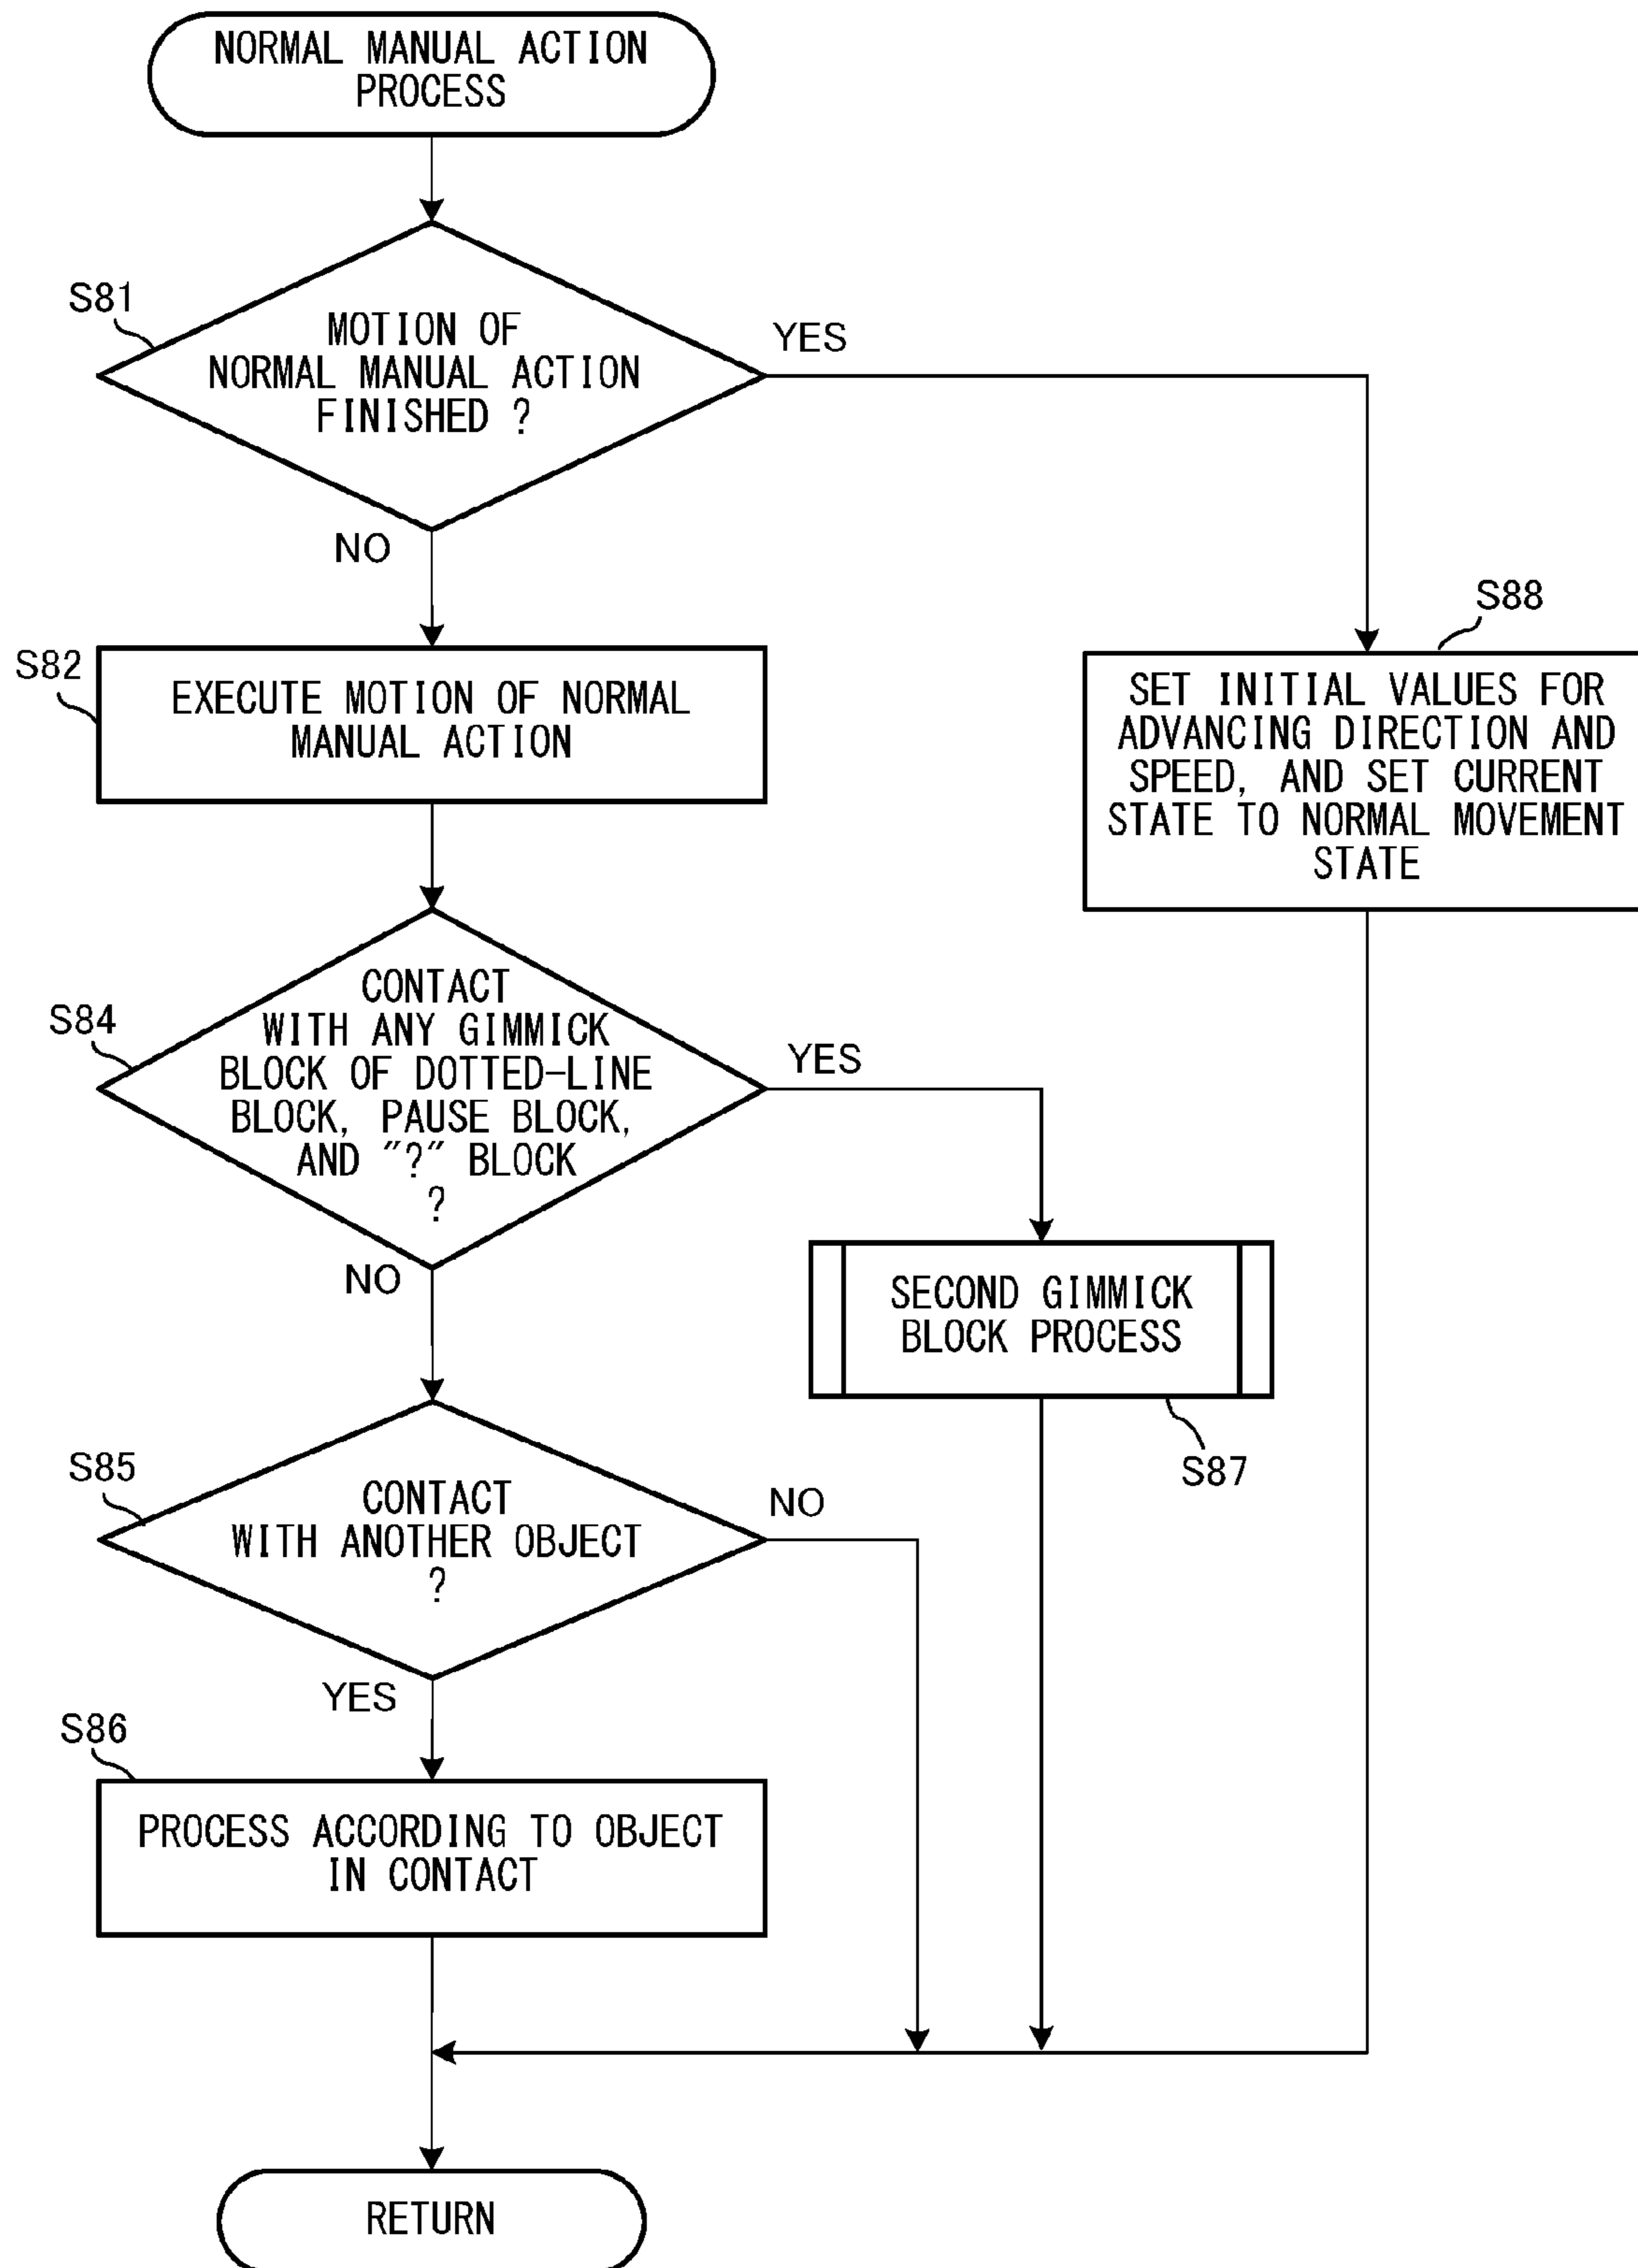 NORMAL MANUAL ACTION
PROCESS
S81
MOTION OF
NORMAL MANUAL ACTION
FINISHED ?
YES
NO
S88
SET INITIAL VALUES FOR
ADVANCING DIRECTION AND
SPEED, AND SET CURRENT
STATE TO NORMAL MOVEMENT
STATE
S82
EXECUTE MOTION OF NORMAL
MANUAL ACTION
S84
CONTACT
WITH ANY GIMMICK
BLOCK OF DOTTED-LINE
BLOCK, PAUSE BLOCK,
AND "?" BLOCK
?
YES
NO
SECOND GIMMICK
BLOCK PROCESS
S87
S85
CONTACT
WITH ANOTHER OBJECT
?
NO
YES
S86
PROCESS ACCORDING TO OBJECT
IN CONTACT
RETURN